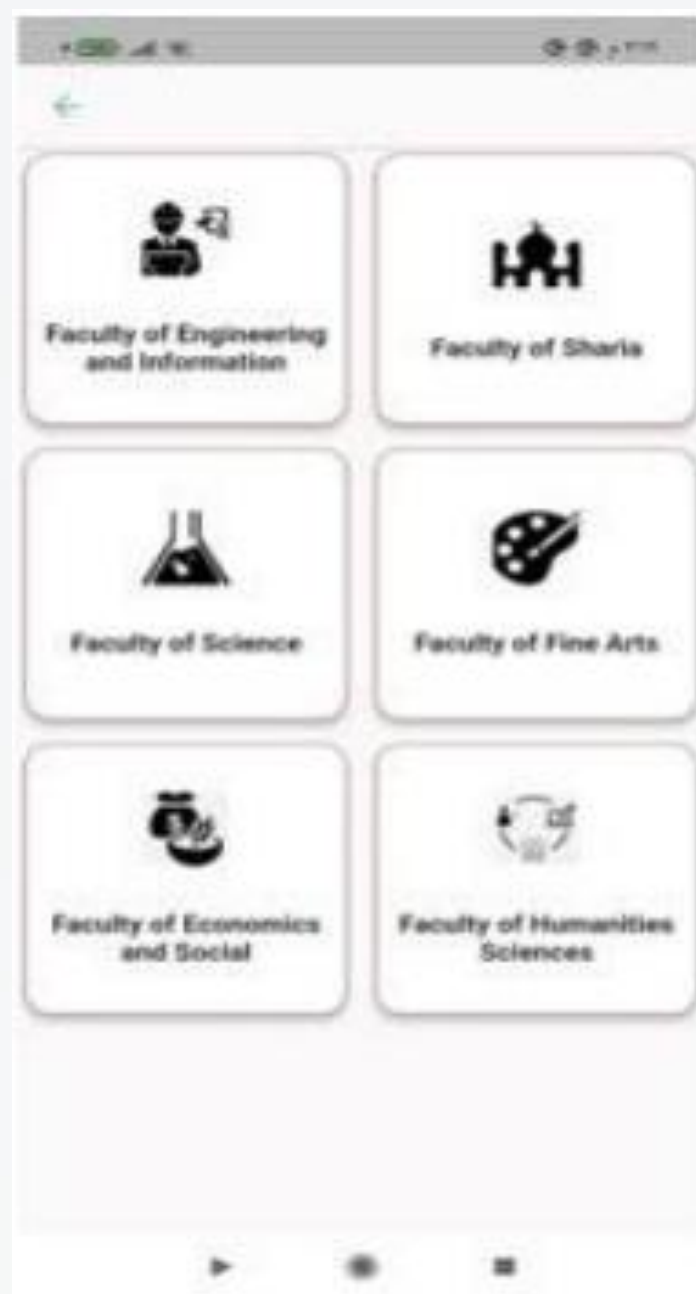 Faculty of Engineering
and Information
Faculty of Sharia
Faculty of Science
Faculty of Fine Arts
Faculty of Economics
and Social
Faculty of Humanities
Sciences